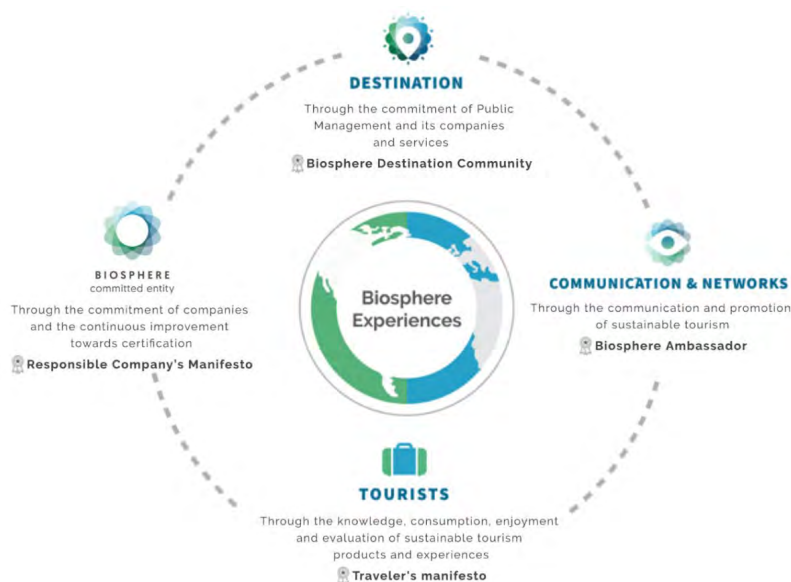 DESTINATION
Through the commitment of Public
Management and its companies
and services
Biosphere Destination Community
BIOSPHERE
committed entity
Through the commitment of companies
and the continuous improvement
towards certification
Responsible Company's Manifesto
Biosphere
Experiences
COMMUNICATION & NETWORKS
Through the communication and promotion
of sustainable tourism
Biosphere Ambassador
TOURISTS
Through the knowledge, consumption, enjoyment
and evaluation of sustainable tourism
products and experiences
Traveler's manifesto